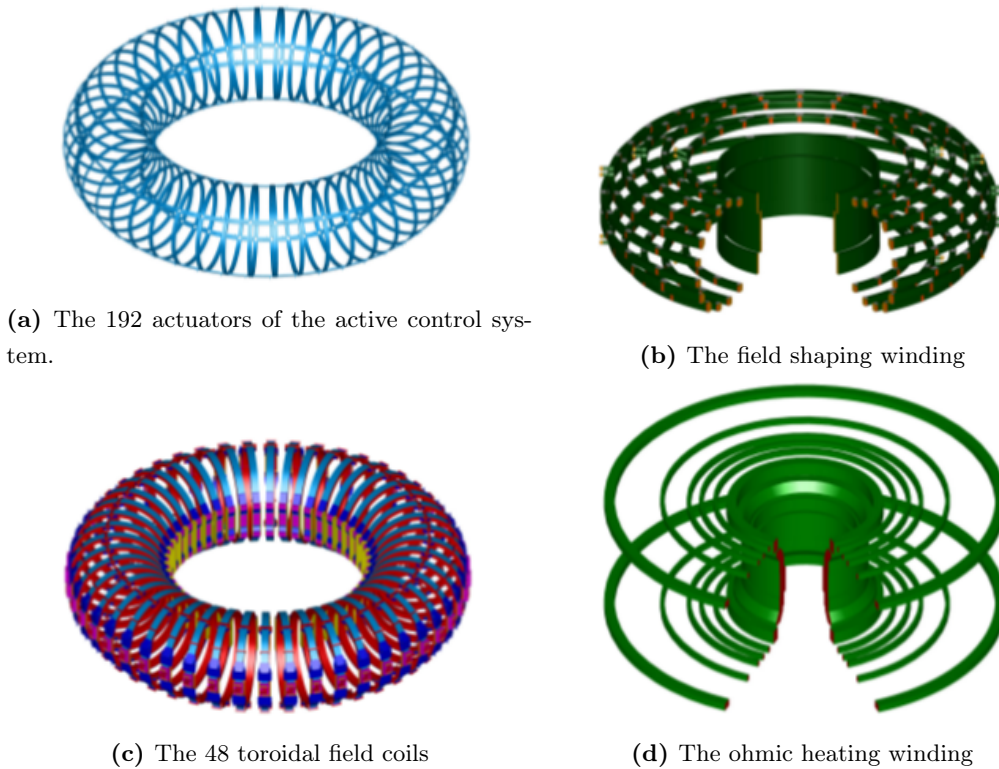 (a) The 192 actuators of the active control sys-
tem.
(b) The field shaping winding
(c) The 48 toroidal field coils
(d) The ohmic heating winding